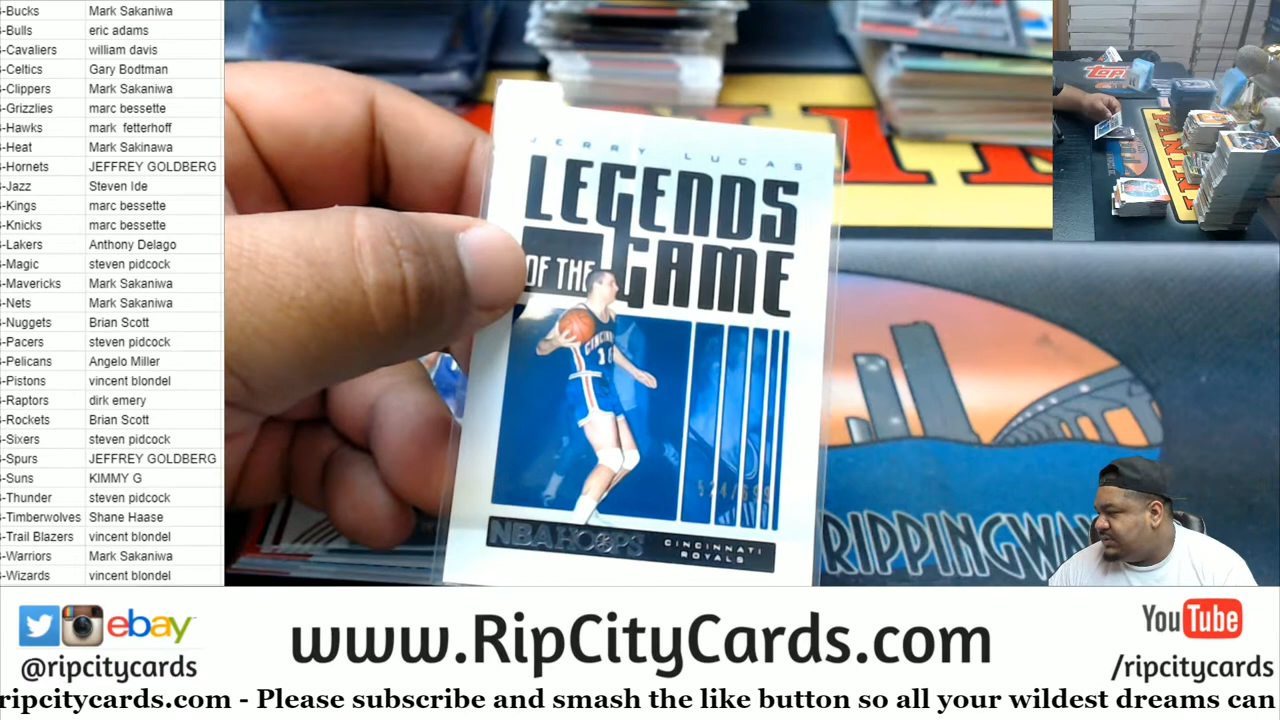 -Bucks Mark Sakaniwa
-Bulls eric adams
-Cavaliers william davis
-Celtics Gary Bodtman
-Clippers Mark Sakaniwa
-Grizzlies marc bessette
-Hawks mark fetterhoff
-Heat Mark Sakinawa
-Hornets JEFFREY GOLDBERG
-Jazz Steven Ide
-Kings marc bessette
-Knicks marc bessette
-Lakers Anthony Delago
-Magic steven pidcock
-Mavericks Mark Sakaniwa
-Nets Mark Sakaniwa
-Nuggets Brian Scott
-Pacers steven pidcock
-Pelicans Angelo Miller
-Pistons vincent blondel
-Raptors dirk emery
-Rockets Brian Scott
-Sixers steven pidcock
-Spurs JEFFREY GOLDBERG
-Suns KIMMY G
-Thunder steven pidcock
-Timberwolves Shane Haase
-Trail Blazers vincent blondel
-Warriors Mark Sakaniwa
-Wizards vincent blondel
JERRY LUCAS
LEGENDS
OF THE GAME
CINCINN
16
524/699
NBA HOOPS
CINCINNATI
ROYALS
TOPP
PANINI
RIPPINGWA
ebay
@ripcitycards
www.RipCityCards.com
YouTube
/ripcitycards
ripcitycards.com - Please subscribe and smash the like button so all your wildest dreams can